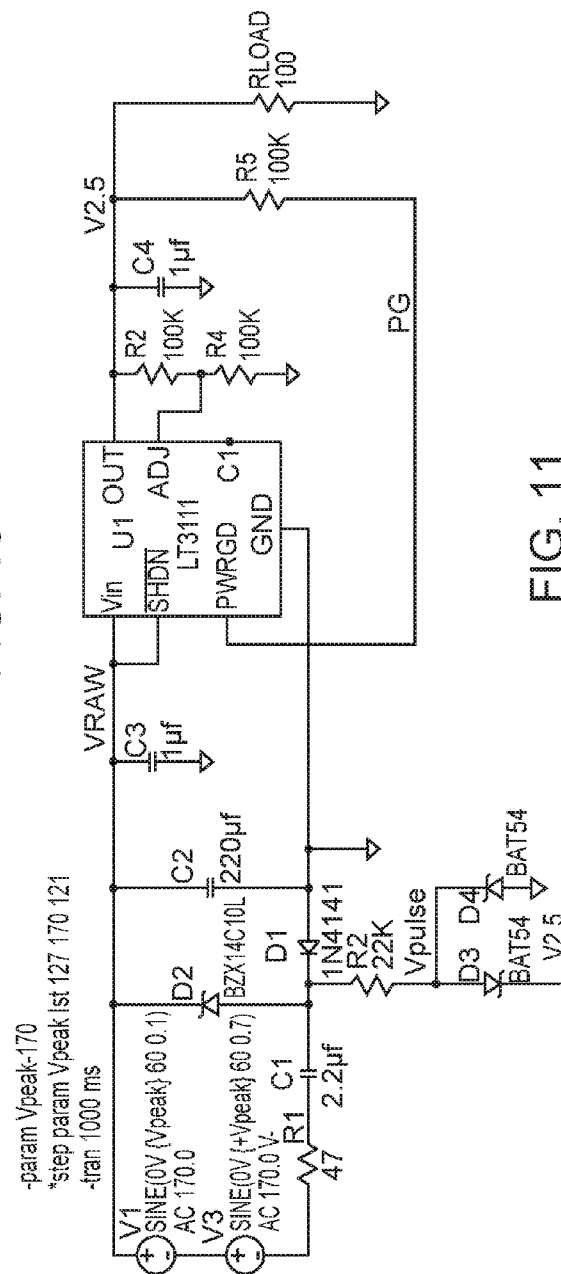 -param Vpeak-170
*step param Vpeak lst 127 170 121
-tran 1000 ms
V1
SINE(0V {Vpeak} 60 0.1)
AC 170.0
V3
SINE(0V {+Vpeak} 60 0.7)
AC 170.0 V-
R1
47
C1
2.2µf
D2
BZX14C10L
C2
220µf
D1
1N4141
R2
22K
Vpulse
D3
BAT54
V2.5
D4
BAT54
C3
1µf
VRAW
Vin
OUT
U1
SHDN
ADJ
LT3111
PWRGD
C1
GND
R2
100K
R4
100K
C4
1µf
V2.5
R5
100K
RLOAD
100
PG
FIG. 11